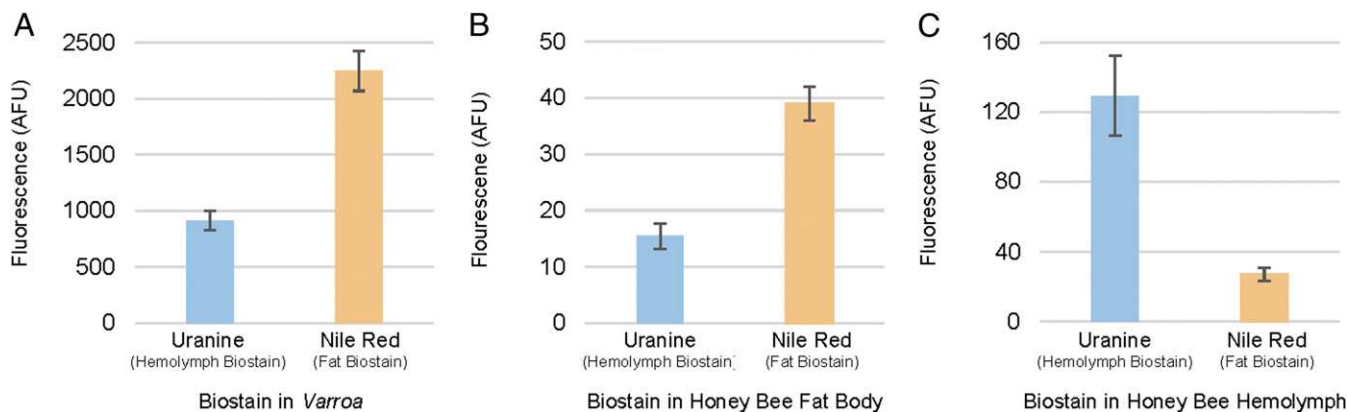 A
Fluorescence (AFU)
2500
2000
1500
1000
500
0
Uranine
(Hemolymph Biostain)
Nile Red
(Fat Biostain)
Biostain in Varroa
B
Flourescene (AFU)
50
40
30
20
10
0
Uranine
(Hemolymph Biostain)
Nile Red
(Fat Biostain)
Biostain in Honey Bee Fat Body
C
Fluorescence (AFU)
160
120
80
40
0
Uranine
(Hemolymph Biostain)
Nile Red
(Fat Biostain)
Biostain in Honey Bee Hemolymph